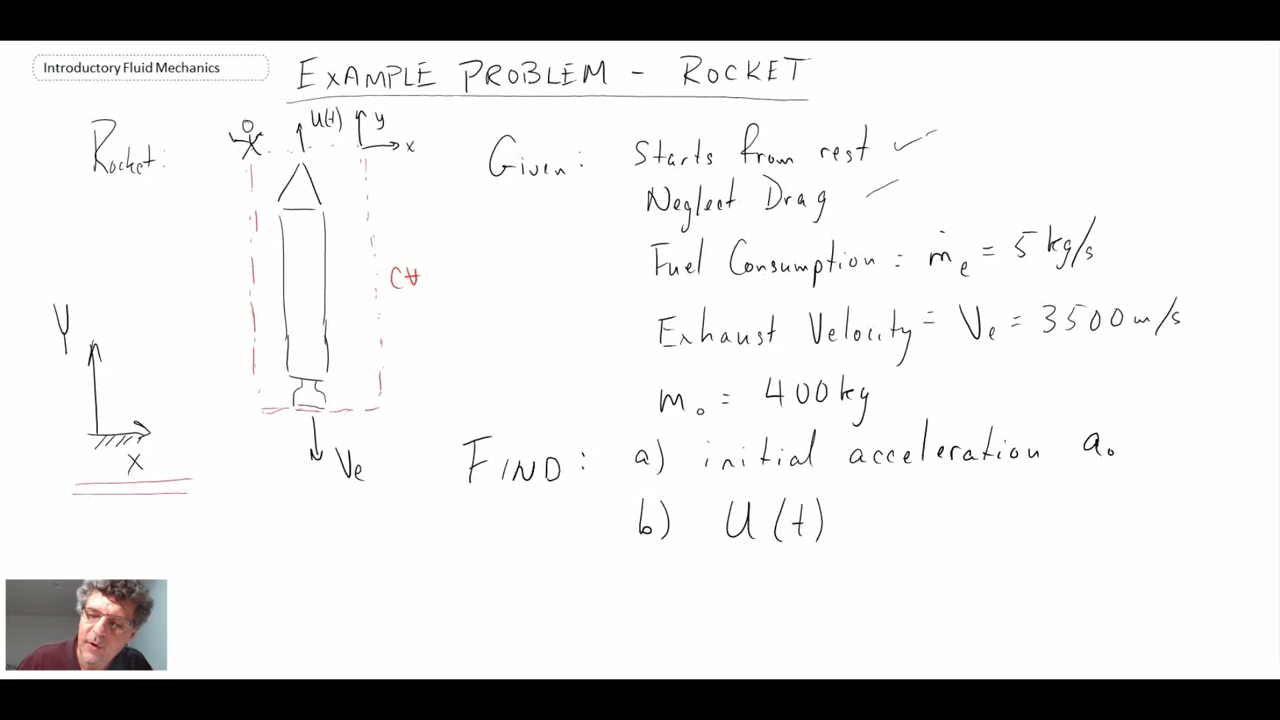 Introductory Fluid Mechanics
EXAMPLE PROBLEM - ROCKET
Rocket:
U(t)
y
x
Given: Starts from rest ✓
Neglect Drag
Fuel Consumption = ṁe = 5 kg/s
CV
Exhaust Velocity = Ve = 3500 m/s
Y
X
m₀ = 400 kg
Ve
FIND: a) initial acceleration a₀
b) U(t)